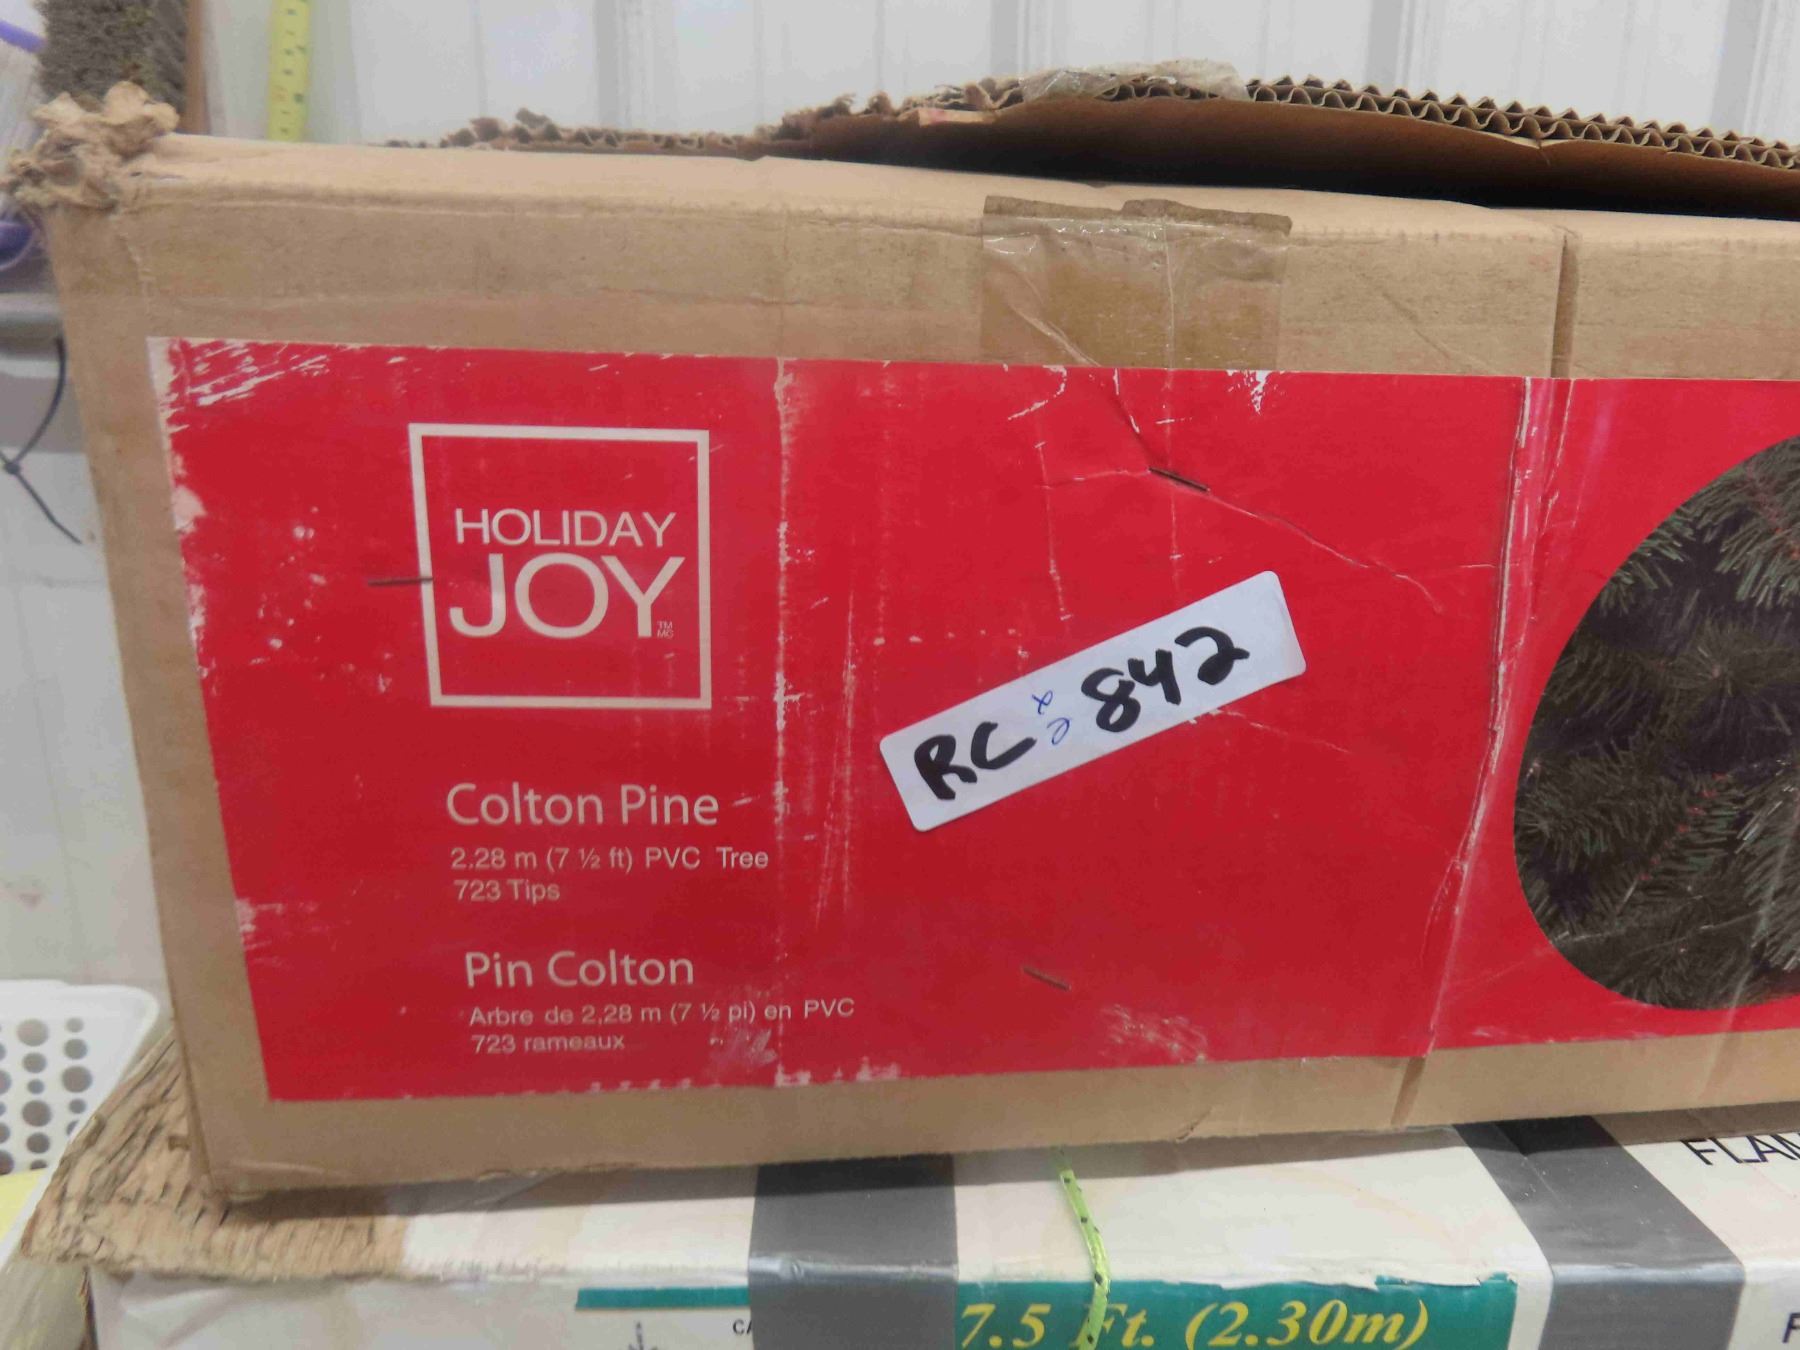 HOLIDAY
JOY
TM
MC
RC x2 842
Colton Pine
2.28 m (7 ½ ft) PVC Tree
723 Tips
Pin Colton
Arbre de 2,28 m (7 ½ pi) en PVC
723 rameaux
7.5 Ft. (2.30m)